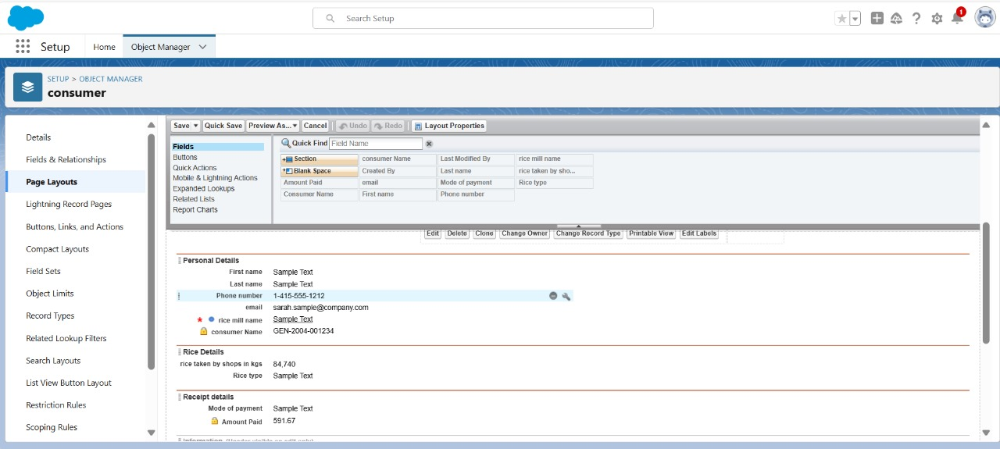 Search Setup
1
Setup
Home
Object Manager
SETUP > OBJECT MANAGER
consumer
Details
Fields & Relationships
Page Layouts
Lightning Record Pages
Buttons, Links, and Actions
Compact Layouts
Field Sets
Object Limits
Record Types
Related Lookup Filters
Search Layouts
List View Button Layout
Restriction Rules
Scoping Rules
Save Quick Save Preview As... Cancel Undo Redo Layout Properties
Fields
Buttons
Quick Actions
Mobile & Lightning Actions
Expanded Lookups
Related Lists
Report Charts
Quick Find Field Name
Section consumer Name Last Modified By rice mill name
Blank Space Created By Last name rice taken by sho...
Amount Paid email Mode of payment Rice type
Consumer Name First name Phone number
Edit Delete Clone Change Owner Change Record Type Printable View Edit Labels
Personal Details
First name Sample Text
Last name Sample Text
Phone number 1-415-555-1212
email sarah.sample@company.com
* rice mill name Sample Text
consumer Name GEN-2004-001234
Rice Details
rice taken by shops in kgs 84,740
Rice type Sample Text
Receipt details
Mode of payment Sample Text
Amount Paid 591.67
Information (Header visible on edit only)